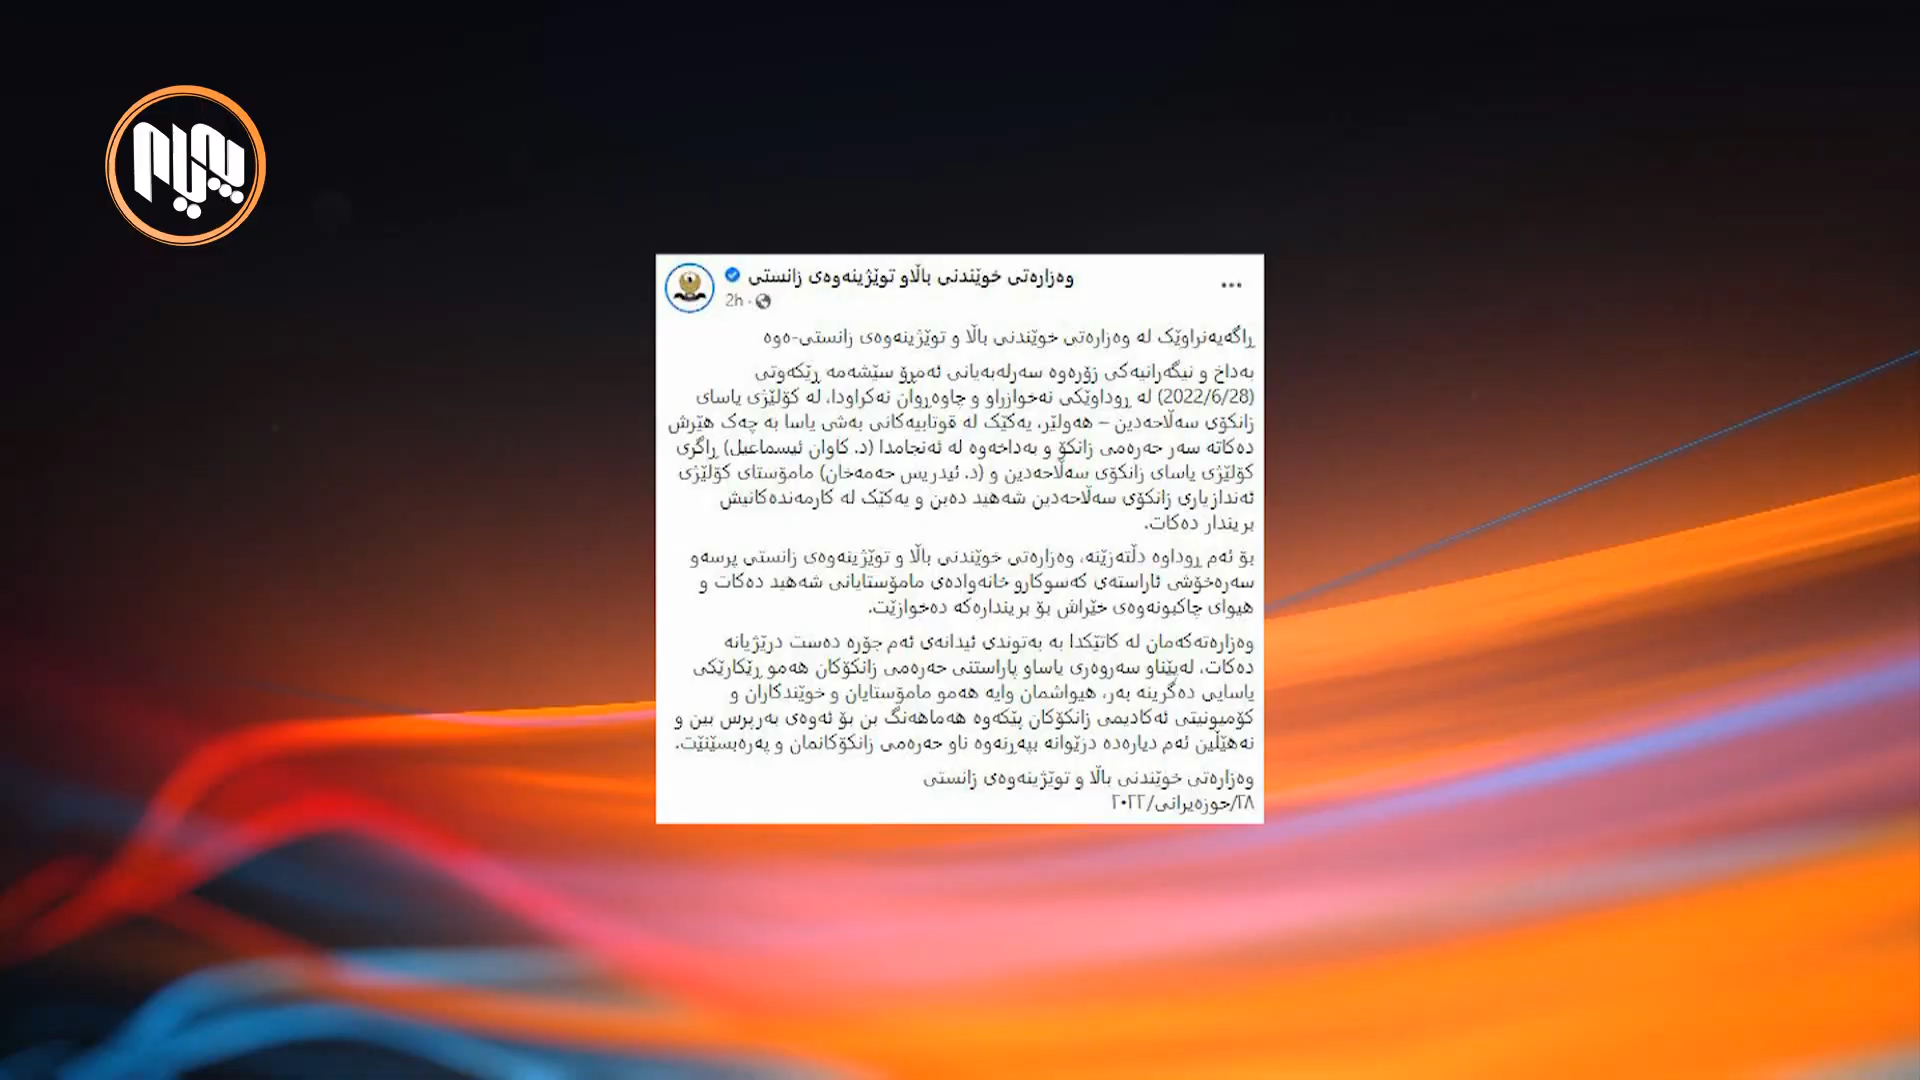 پەیام
وەزارەتی خوێندنی باڵاو توێژینەوەی زانستی
2h
ڕاگەیەنراوێک لە وەزارەتی خوێندنی باڵا و توێژینەوەی زانستی-ەوە
بەداخ و نیگەرانیەکی زۆرەوە سەرلەبەیانی ئەمڕۆ سێشەمە ڕێکەوتی
(2022/6/28) لە ڕوداوێکی نەخوازراو و چاوەڕوان نەکراودا، لە کۆلێژی یاسای
زانکۆی سەڵاحەدین – هەولێر، یەکێک لە قوتابیەکانی بەشی یاسا بە چەک هێرش
دەکاتە سەر حەرەمی زانکۆ و بەداخەوە لە ئەنجامدا (د. کاوان ئیسماعیل) ڕاگری
کۆلێژی یاسای زانکۆی سەڵاحەدین و (د. ئیدریس حەمەخان) مامۆستای کۆلێژی
ئەندازیاری زانکۆی سەڵاحەدین شەهید دەبن و یەکێک لە کارمەندەکانیش
بریندار دەکات.
بۆ ئەم ڕوداوە دڵتەزێنە، وەزارەتی خوێندنی باڵا و توێژینەوەی زانستی پرسەو
سەرەخۆشی ئاراستەی کەسوکارو خانەوادەی مامۆستایانی شەهید دەکات و
هیوای چاکبونەوەی خێراش بۆ بریندارەکە دەخوازێت.
وەزارەتەکەمان لە کاتێکدا بە بەتوندی ئیدانەی ئەم جۆرە دەست درێژیانە
دەکات، لەپێناو سەروەری یاساو پاراستنی حەرەمی زانکۆکان هەمو ڕێکارێکی
یاسایی دەگرینە بەر، هیواشمان وایە هەمو مامۆستایان و خوێندکاران و
کۆمیونیتی ئەکادیمی زانکۆکان پێکەوە هەماهەنگ بن بۆ ئەوەی بەرپرس بین و
نەهێڵین ئەم دیاردە دزێوانە بپەڕنەوە ناو حەرەمی زانکۆکانمان و پەرەبسێنێت.
وەزارەتی خوێندنی باڵا و توێژینەوەی زانستی
٢٨/حوزەیرانی/٢٠٢٢